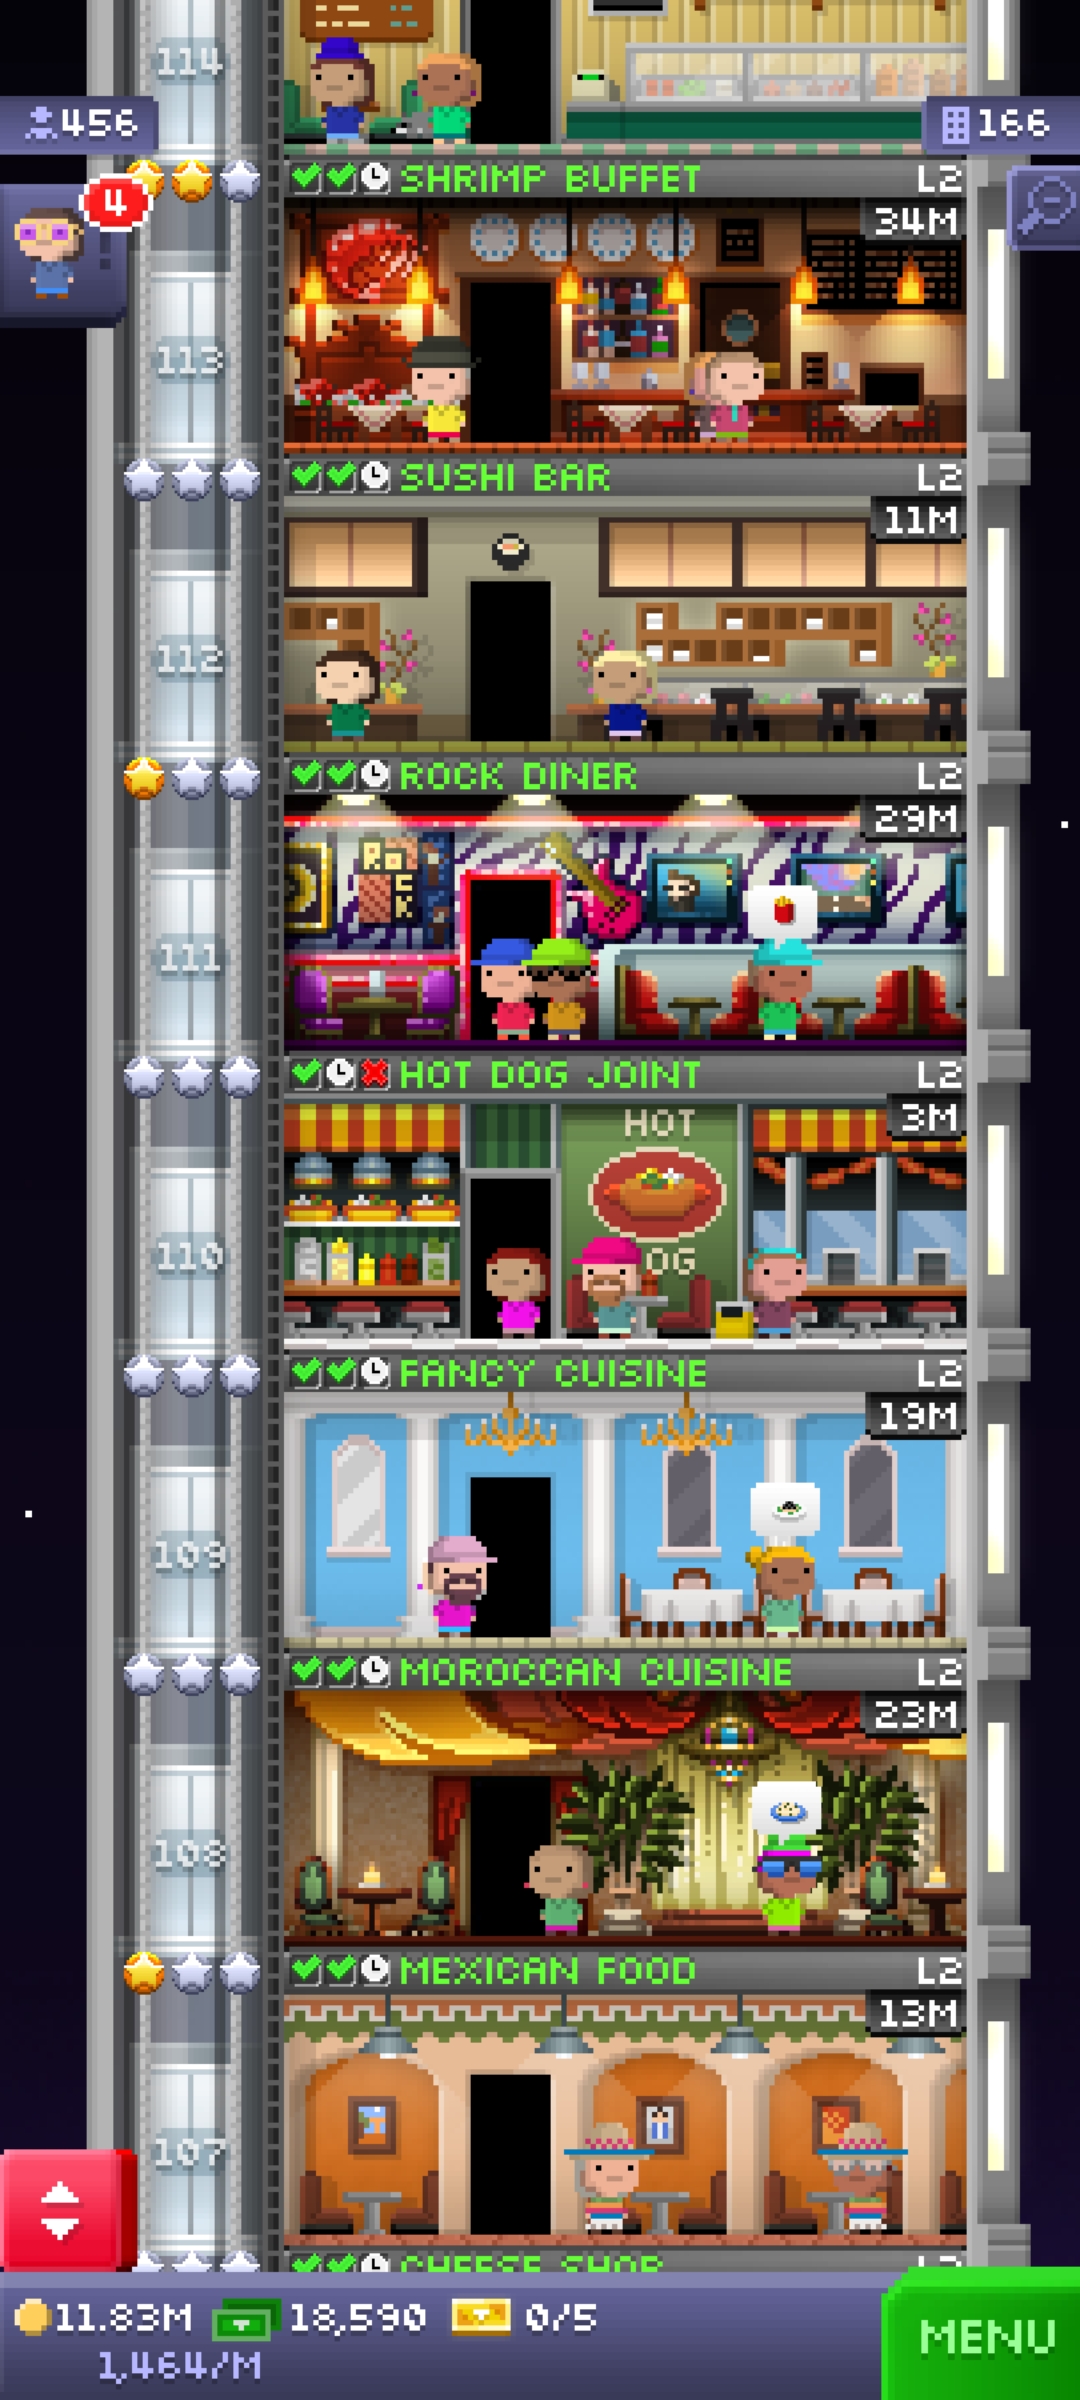 114
456
166
4
SHRIMP BUFFET L2
34M
113
SUSHI BAR L2
11M
112
ROCK DINER L2
29M
Rock
111
HOT DOG JOINT L2
3M
HOT
OG
110
FANCY CUISINE L2
19M
109
MOROCCAN CUISINE L2
23M
108
MEXICAN FOOD L2
13M
107
CHEESE SHOP L2
11.83M 18,590 0/5
1,464/M
MENU